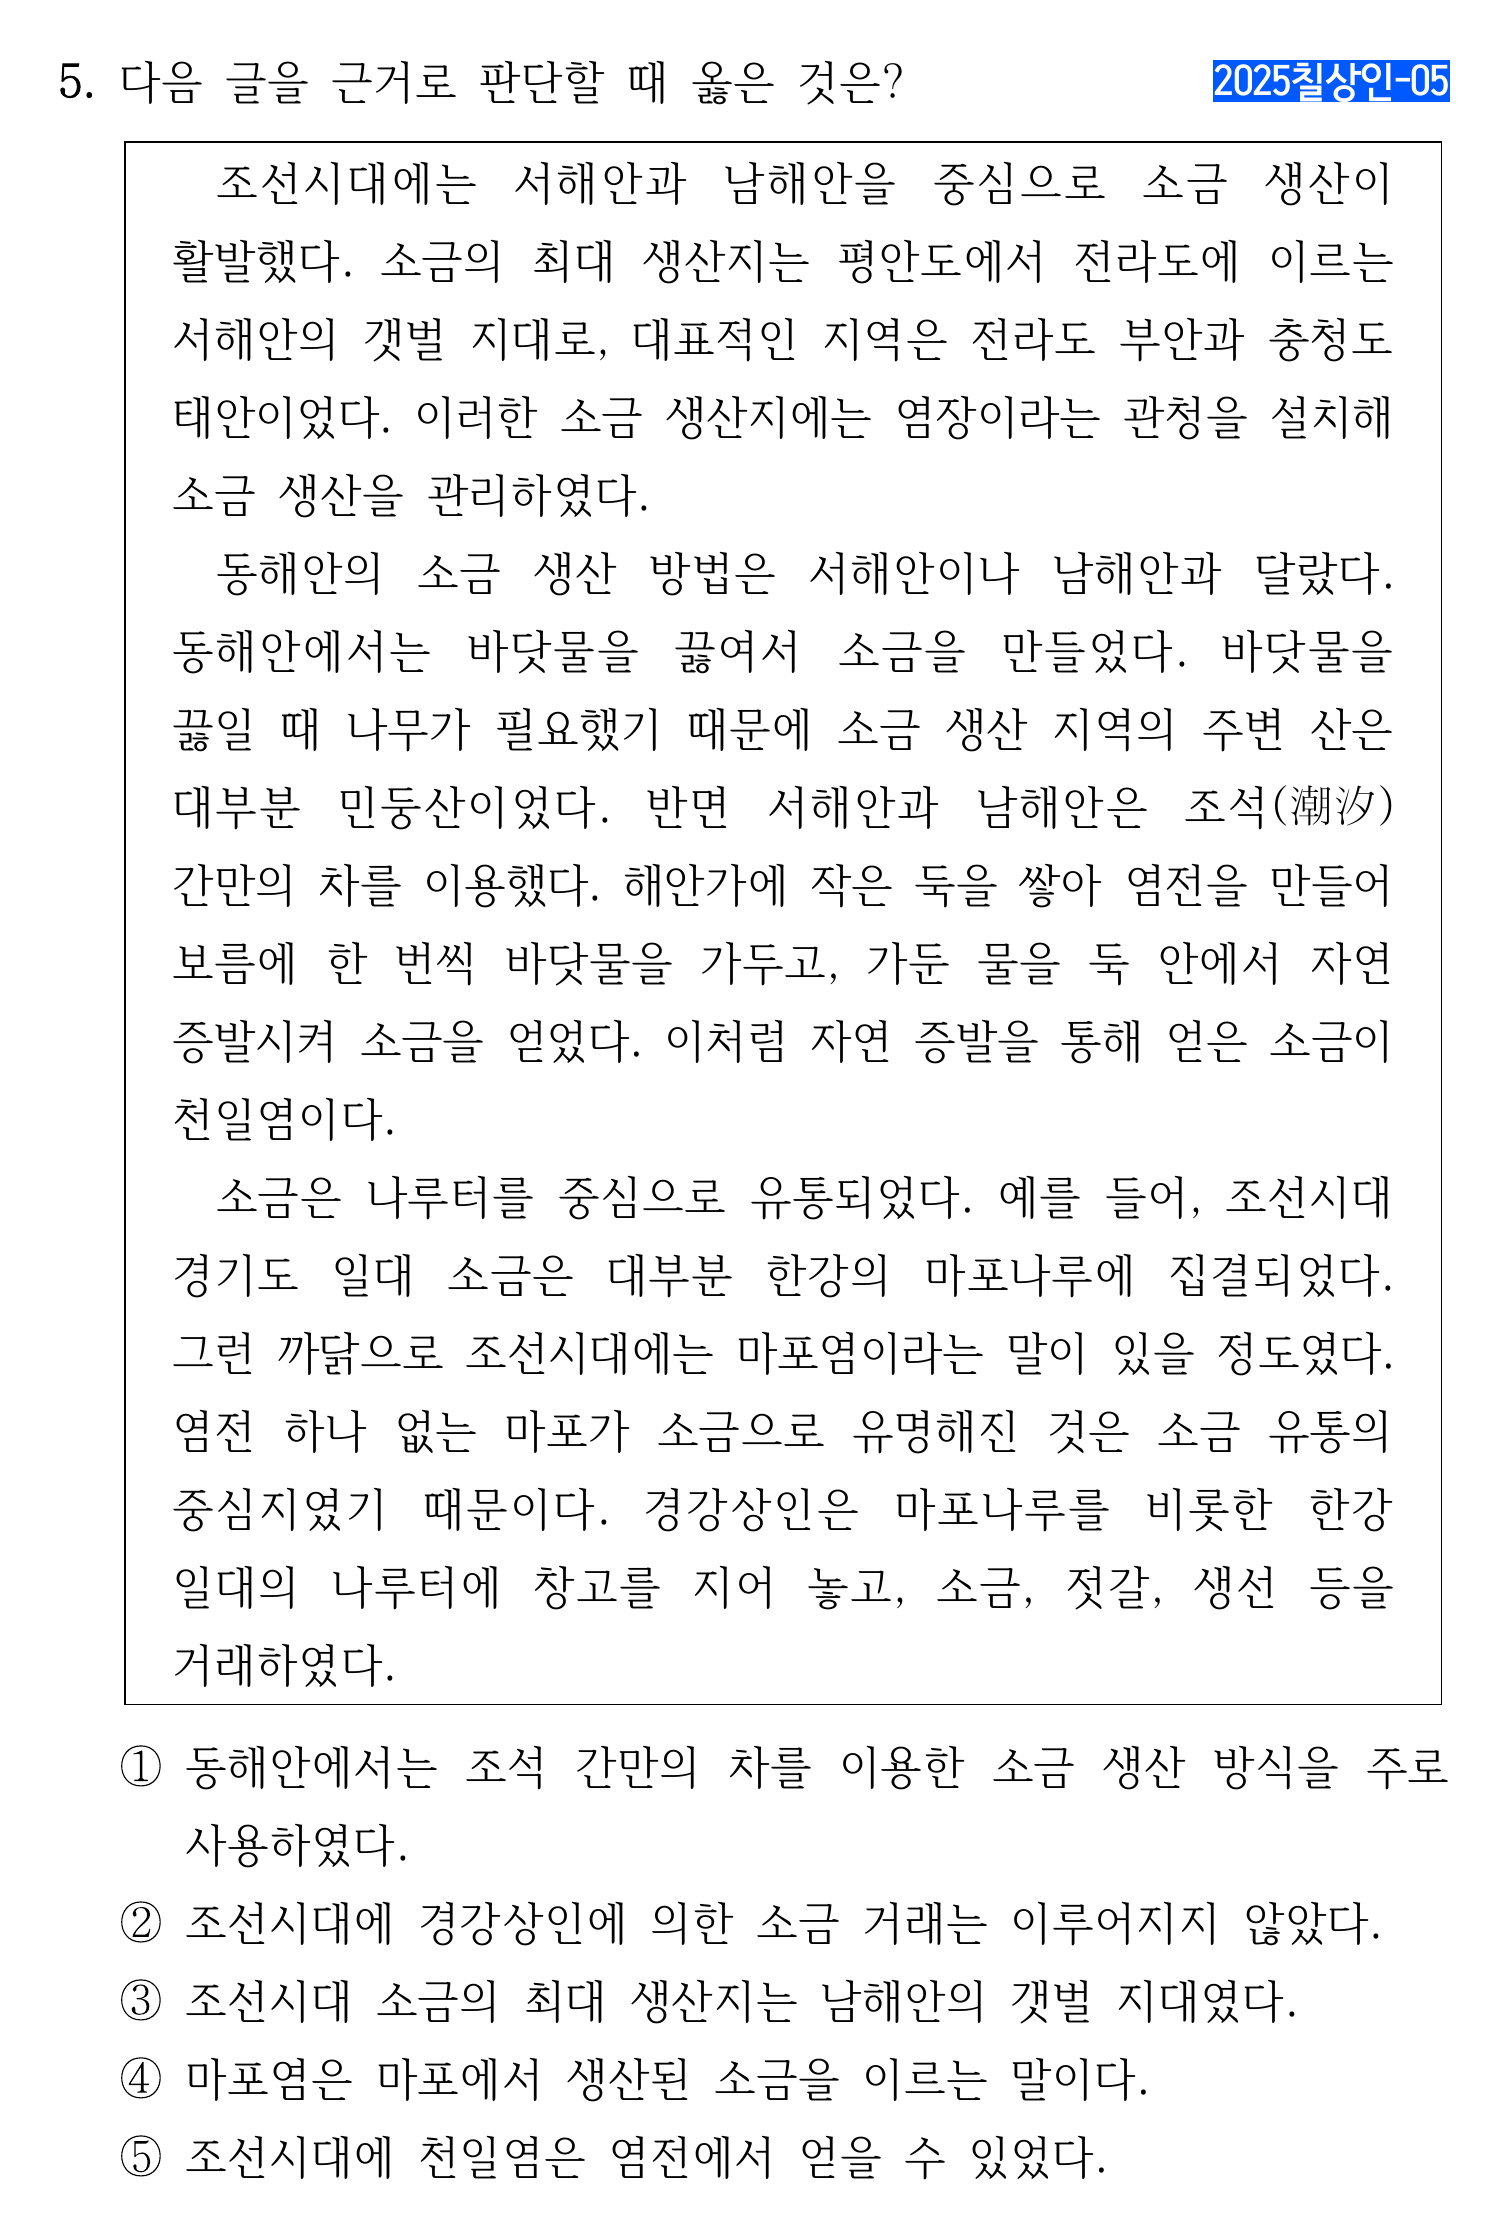 5. 다음 글을 근거로 판단할 때 옳은 것은?
2025칠상인-05
조선시대에는 서해안과 남해안을 중심으로 소금 생산이
활발했다. 소금의 최대 생산지는 평안도에서 전라도에 이르는
서해안의 갯벌 지대로, 대표적인 지역은 전라도 부안과 충청도
태안이었다. 이러한 소금 생산지에는 염장이라는 관청을 설치해
소금 생산을 관리하였다.
동해안의 소금 생산 방법은 서해안이나 남해안과 달랐다.
동해안에서는 바닷물을 끓여서 소금을 만들었다. 바닷물을
끓일 때 나무가 필요했기 때문에 소금 생산 지역의 주변 산은
대부분 민둥산이었다. 반면 서해안과 남해안은 조석(潮汐)
간만의 차를 이용했다. 해안가에 작은 둑을 쌓아 염전을 만들어
보름에 한 번씩 바닷물을 가두고, 가둔 물을 둑 안에서 자연
증발시켜 소금을 얻었다. 이처럼 자연 증발을 통해 얻은 소금이
천일염이다.
소금은 나루터를 중심으로 유통되었다. 예를 들어, 조선시대
경기도 일대 소금은 대부분 한강의 마포나루에 집결되었다.
그런 까닭으로 조선시대에는 마포염이라는 말이 있을 정도였다.
염전 하나 없는 마포가 소금으로 유명해진 것은 소금 유통의
중심지였기 때문이다. 경강상인은 마포나루를 비롯한 한강
일대의 나루터에 창고를 지어 놓고, 소금, 젓갈, 생선 등을
거래하였다.
① 동해안에서는 조석 간만의 차를 이용한 소금 생산 방식을 주로
사용하였다.
② 조선시대에 경강상인에 의한 소금 거래는 이루어지지 않았다.
③ 조선시대 소금의 최대 생산지는 남해안의 갯벌 지대였다.
④ 마포염은 마포에서 생산된 소금을 이르는 말이다.
⑤ 조선시대에 천일염은 염전에서 얻을 수 있었다.